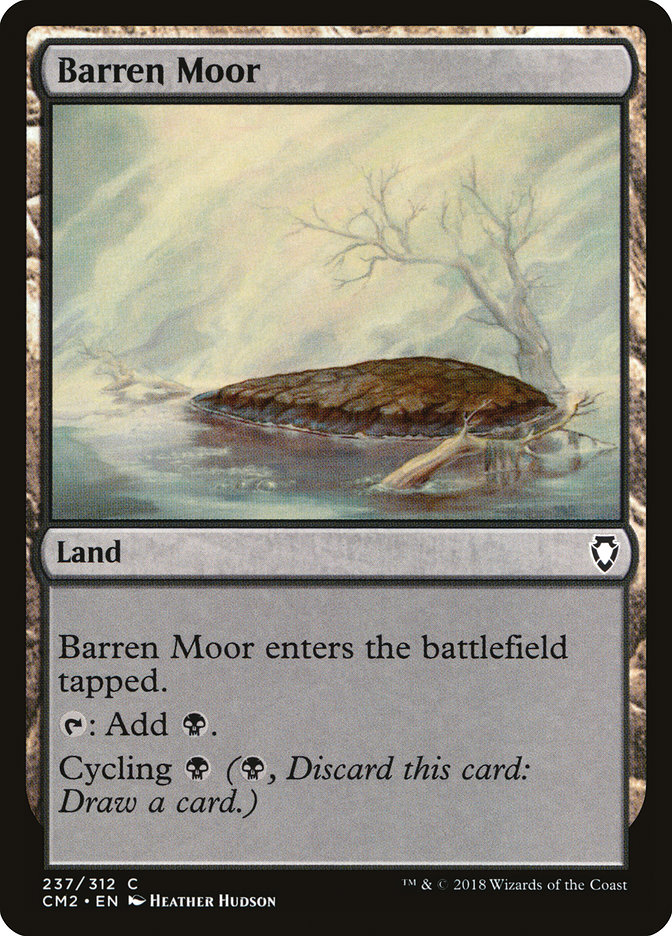 Barren Moor
Land
Barren Moor enters the battlefield
tapped.
: Add .
Cycling (, Discard this card:
Draw a card.)
237/312 C
CM2 • EN Heather Hudson
™ & © 2018 Wizards of the Coast